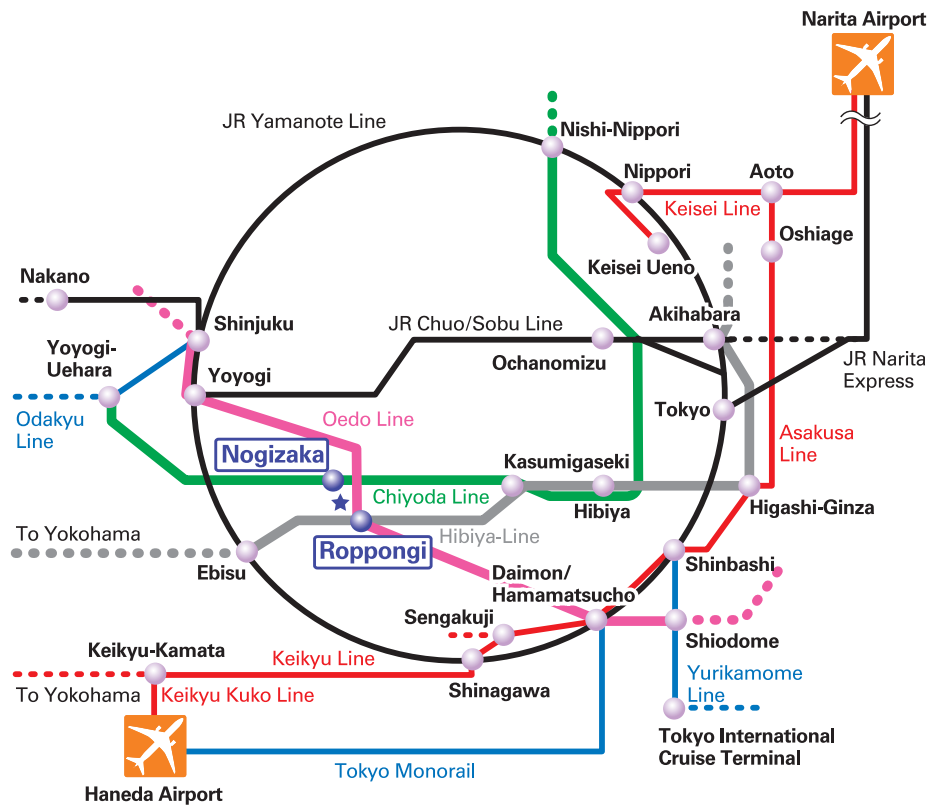 Narita Airport
JR Yamanote Line
Nishi-Nippori
Nippori
Aoto
Keisei Line
Oshiage
Keisei Ueno
Nakano
Akihabara
Shinjuku
JR Chuo/Sobu Line
Yoyogi-
Uehara
Ochanomizu
JR Narita
Express
Yoyogi
Tokyo
Odakyu
Line
Oedo Line
Asakusa
Line
Nogizaka
Kasumigaseki
Chiyoda Line
Hibiya
Higashi-Ginza
To Yokohama
Hibiya-Line
Roppongi
Ebisu
Shinbashi
Daimon/
Hamamatsucho
Sengakuji
Shiodome
Keikyu-Kamata
Keikyu Line
To Yokohama
Keikyu Kuko Line
Shinagawa
Yurikamome
Line
Tokyo International
Cruise Terminal
Tokyo Monorail
Haneda Airport